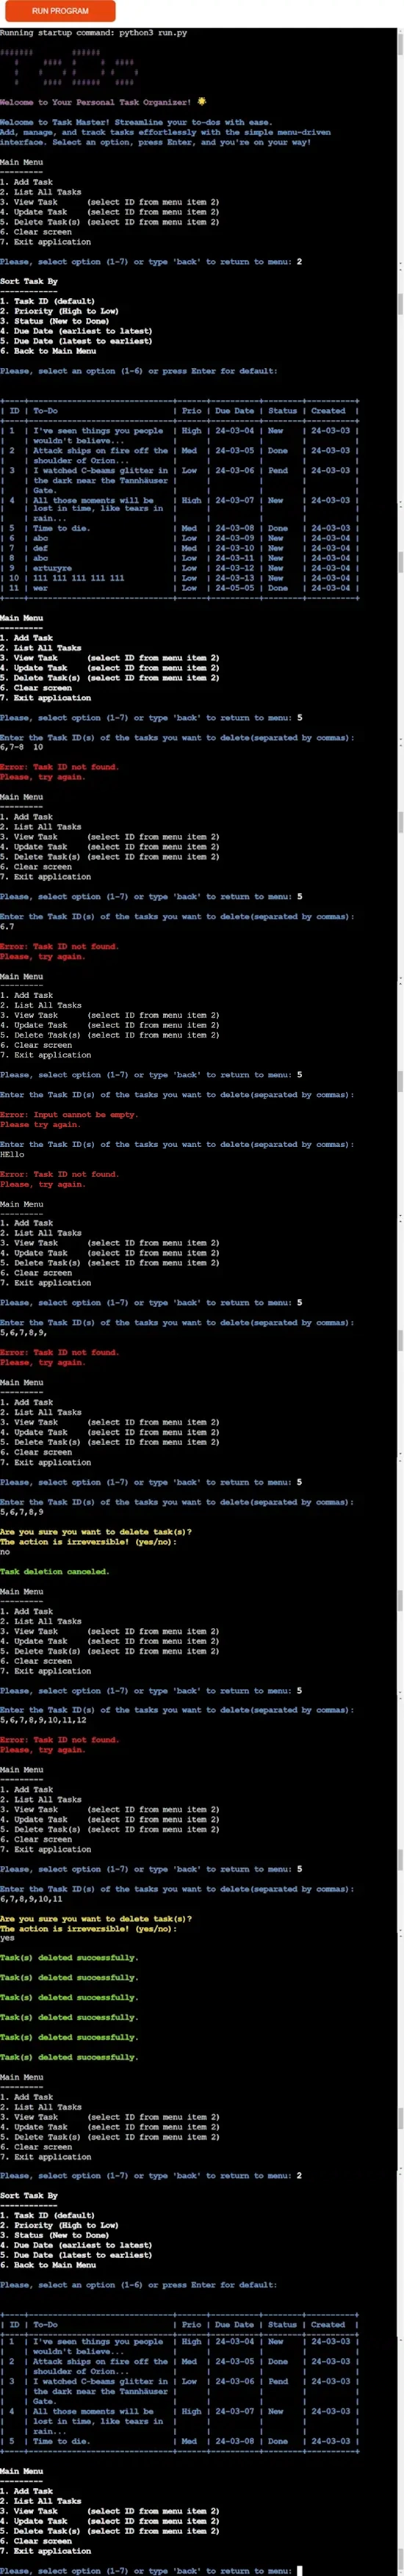 RUN PROGRAM
Running startup command: python3 run.py
Welcome to Your Personal Task Organizer!
Welcome to Task Master! Streamline your to-dos with ease.
Add, manage, and track tasks effortlessly with the simple menu-driven
interface. Select an option, press Enter, and you're on your way!
Main Menu
---------
1. Add Task
2. List All Tasks
3. View Task      (select ID from menu item 2)
4. Update Task    (select ID from menu item 2)
5. Delete Task(s) (select ID from menu item 2)
6. Clear screen
7. Exit application
Please, select option (1-7) or type 'back' to return to menu: 2
Sort Task By
------------
1. Task ID (default)
2. Priority (High to Low)
3. Status (New to Done)
4. Due Date (earliest to latest)
5. Due Date (latest to earliest)
6. Back to Main Menu
Please, select an option (1-6) or press Enter for default:
+----+------------------------------+------+----------+--------+----------+
| ID | To-Do                        | Prio | Due Date | Status | Created  |
+----+------------------------------+------+----------+--------+----------+
| 1  | I've seen things you people  | High | 24-03-04 | New    | 24-03-03 |
|    | wouldn't believe...          |      |          |        |          |
| 2  | Attack ships on fire off the | Med  | 24-03-05 | Done   | 24-03-03 |
|    | shoulder of Orion...         |      |          |        |          |
| 3  | I watched C-beams glitter in | Low  | 24-03-06 | Pend   | 24-03-03 |
|    | the dark near the Tannhäuser |      |          |        |          |
|    | Gate.                        |      |          |        |          |
| 4  | All those moments will be    | High | 24-03-07 | New    | 24-03-03 |
|    | lost in time, like tears in  |      |          |        |          |
|    | rain...                      |      |          |        |          |
| 5  | Time to die.                 | Med  | 24-03-08 | Done   | 24-03-03 |
| 6  | abc                          | Low  | 24-03-09 | New    | 24-03-04 |
| 7  | def                          | Med  | 24-03-10 | New    | 24-03-04 |
| 8  | abc                          | Low  | 24-03-11 | New    | 24-03-04 |
| 9  | erturyre                     | Low  | 24-03-12 | New    | 24-03-04 |
| 10 | 111 111 111 111 111          | Low  | 24-03-13 | New    | 24-03-04 |
| 11 | wer                          | Low  | 24-05-05 | Done   | 24-03-04 |
+----+------------------------------+------+----------+--------+----------+
Main Menu
---------
1. Add Task
2. List All Tasks
3. View Task      (select ID from menu item 2)
4. Update Task    (select ID from menu item 2)
5. Delete Task(s) (select ID from menu item 2)
6. Clear screen
7. Exit application
Please, select option (1-7) or type 'back' to return to menu: 5
Enter the Task ID(s) of the tasks you want to delete(separated by commas):
6,7-8  10
Error: Task ID not found.
Please, try again.
Main Menu
---------
1. Add Task
2. List All Tasks
3. View Task      (select ID from menu item 2)
4. Update Task    (select ID from menu item 2)
5. Delete Task(s) (select ID from menu item 2)
6. Clear screen
7. Exit application
Please, select option (1-7) or type 'back' to return to menu: 5
Enter the Task ID(s) of the tasks you want to delete(separated by commas):
6.7
Error: Task ID not found.
Please, try again.
Main Menu
---------
1. Add Task
2. List All Tasks
3. View Task      (select ID from menu item 2)
4. Update Task    (select ID from menu item 2)
5. Delete Task(s) (select ID from menu item 2)
6. Clear screen
7. Exit application
Please, select option (1-7) or type 'back' to return to menu: 5
Enter the Task ID(s) of the tasks you want to delete(separated by commas):
Error: Input cannot be empty.
Please try again.
Enter the Task ID(s) of the tasks you want to delete(separated by commas):
HEllo
Error: Task ID not found.
Please, try again.
Main Menu
---------
1. Add Task
2. List All Tasks
3. View Task      (select ID from menu item 2)
4. Update Task    (select ID from menu item 2)
5. Delete Task(s) (select ID from menu item 2)
6. Clear screen
7. Exit application
Please, select option (1-7) or type 'back' to return to menu: 5
Enter the Task ID(s) of the tasks you want to delete(separated by commas):
5,6,7,8,9,
Error: Task ID not found.
Please, try again.
Main Menu
---------
1. Add Task
2. List All Tasks
3. View Task      (select ID from menu item 2)
4. Update Task    (select ID from menu item 2)
5. Delete Task(s) (select ID from menu item 2)
6. Clear screen
7. Exit application
Please, select option (1-7) or type 'back' to return to menu: 5
Enter the Task ID(s) of the tasks you want to delete(separated by commas):
5,6,7,8,9
Are you sure you want to delete task(s)?
The action is irreversible! (yes/no):
no
Task deletion canceled.
Main Menu
---------
1. Add Task
2. List All Tasks
3. View Task      (select ID from menu item 2)
4. Update Task    (select ID from menu item 2)
5. Delete Task(s) (select ID from menu item 2)
6. Clear screen
7. Exit application
Please, select option (1-7) or type 'back' to return to menu: 5
Enter the Task ID(s) of the tasks you want to delete(separated by commas):
5,6,7,8,9,10,11,12
Error: Task ID not found.
Please, try again.
Main Menu
---------
1. Add Task
2. List All Tasks
3. View Task      (select ID from menu item 2)
4. Update Task    (select ID from menu item 2)
5. Delete Task(s) (select ID from menu item 2)
6. Clear screen
7. Exit application
Please, select option (1-7) or type 'back' to return to menu: 5
Enter the Task ID(s) of the tasks you want to delete(separated by commas):
6,7,8,9,10,11
Are you sure you want to delete task(s)?
The action is irreversible! (yes/no):
yes
Task(s) deleted successfully.
Task(s) deleted successfully.
Task(s) deleted successfully.
Task(s) deleted successfully.
Task(s) deleted successfully.
Task(s) deleted successfully.
Main Menu
---------
1. Add Task
2. List All Tasks
3. View Task      (select ID from menu item 2)
4. Update Task    (select ID from menu item 2)
5. Delete Task(s) (select ID from menu item 2)
6. Clear screen
7. Exit application
Please, select option (1-7) or type 'back' to return to menu: 2
Sort Task By
------------
1. Task ID (default)
2. Priority (High to Low)
3. Status (New to Done)
4. Due Date (earliest to latest)
5. Due Date (latest to earliest)
6. Back to Main Menu
Please, select an option (1-6) or press Enter for default:
+----+------------------------------+------+----------+--------+----------+
| ID | To-Do                        | Prio | Due Date | Status | Created  |
+----+------------------------------+------+----------+--------+----------+
| 1  | I've seen things you people  | High | 24-03-04 | New    | 24-03-03 |
|    | wouldn't believe...          |      |          |        |          |
| 2  | Attack ships on fire off the | Med  | 24-03-05 | Done   | 24-03-03 |
|    | shoulder of Orion...         |      |          |        |          |
| 3  | I watched C-beams glitter in | Low  | 24-03-06 | Pend   | 24-03-03 |
|    | the dark near the Tannhäuser |      |          |        |          |
|    | Gate.                        |      |          |        |          |
| 4  | All those moments will be    | High | 24-03-07 | New    | 24-03-03 |
|    | lost in time, like tears in  |      |          |        |          |
|    | rain...                      |      |          |        |          |
| 5  | Time to die.                 | Med  | 24-03-08 | Done   | 24-03-03 |
+----+------------------------------+------+----------+--------+----------+
Main Menu
---------
1. Add Task
2. List All Tasks
3. View Task      (select ID from menu item 2)
4. Update Task    (select ID from menu item 2)
5. Delete Task(s) (select ID from menu item 2)
6. Clear screen
7. Exit application
Please, select option (1-7) or type 'back' to return to menu: